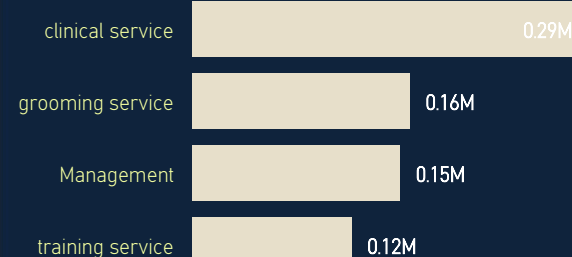 clinical service 0.29M
grooming service 0.16M
Management 0.15M
training service 0.12M